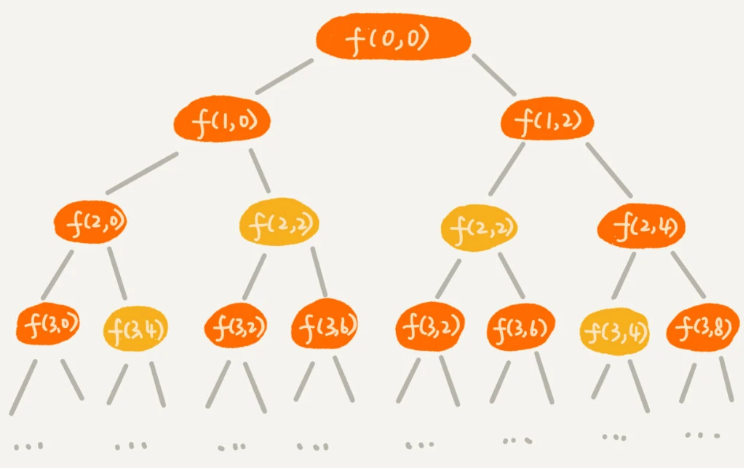 f(0,0)
f(1,0) f(1,2)
f(2,0) f(2,2) f(2,2) f(2,4)
f(3,0) f(3,4) f(3,2) f(3,6) f(3,2) f(3,6) f(3,4) f(3,8)
... ... ... ... ... ... ... ...